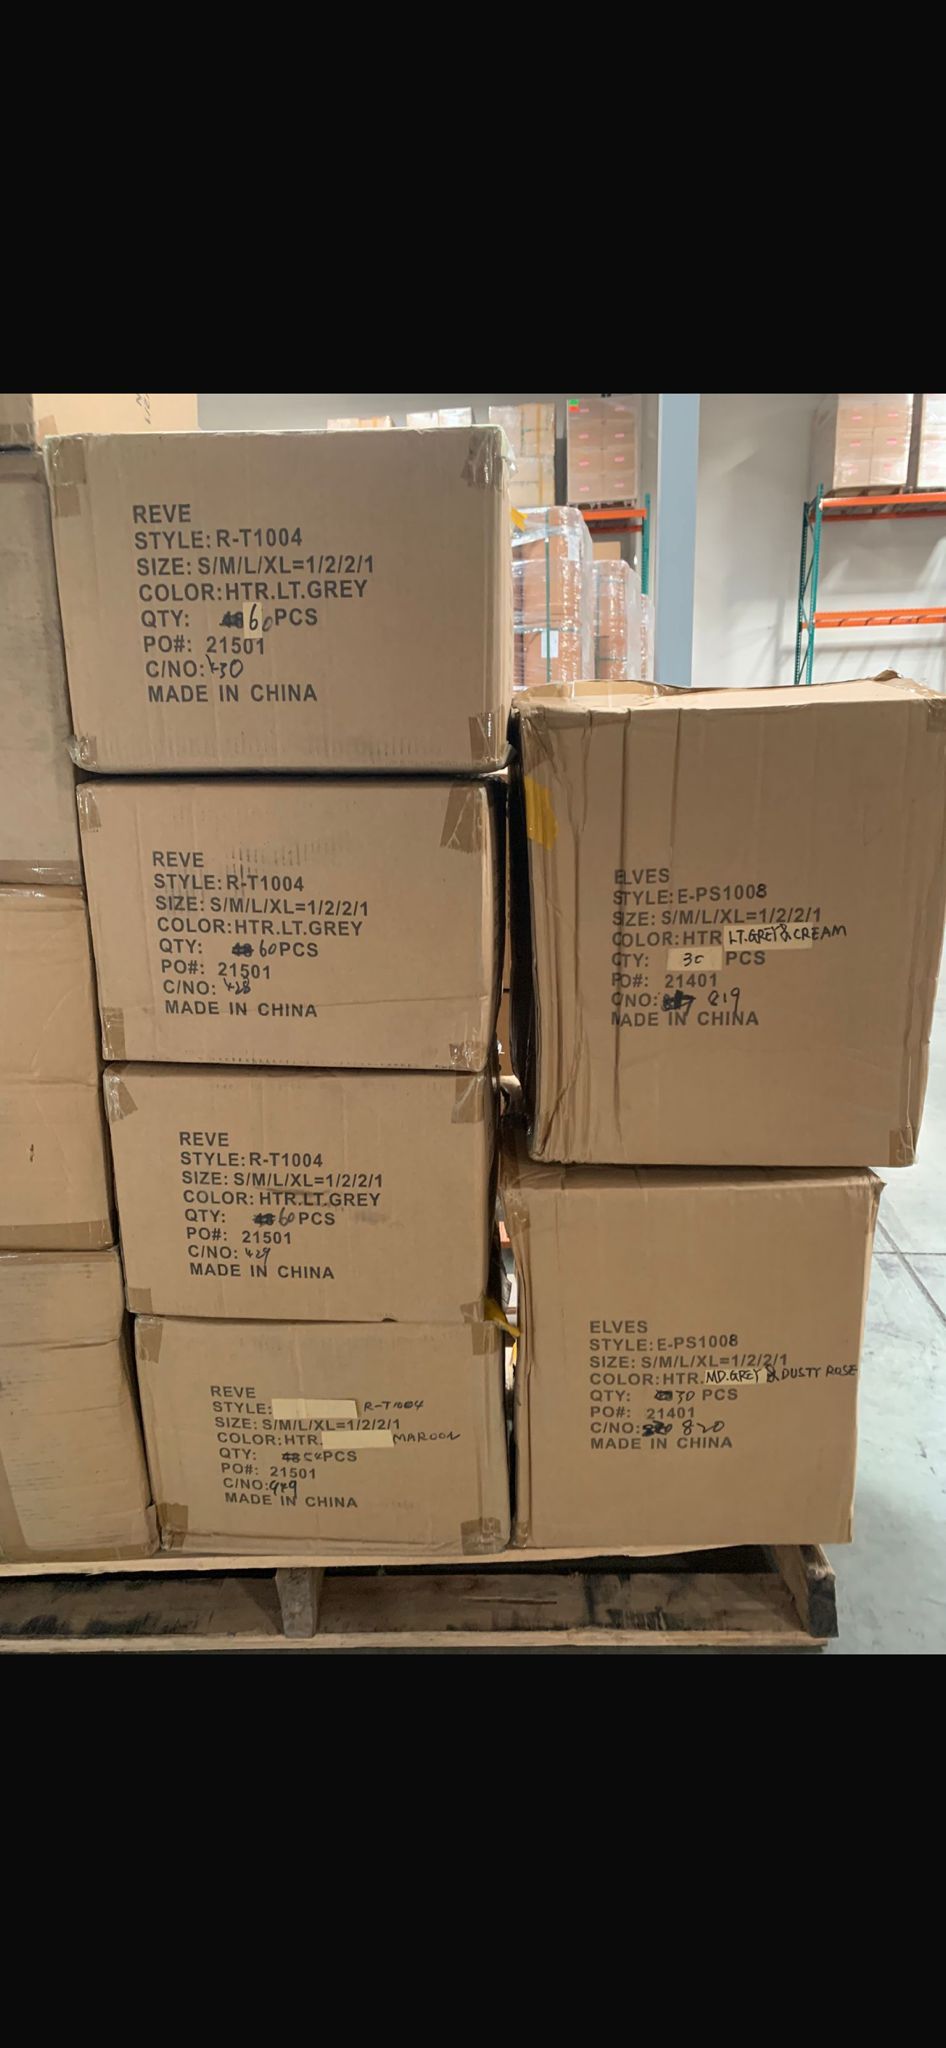 REVE
STYLE: R-T1004
SIZE: S/M/L/XL=1/2/2/1
COLOR:HTR.LT.GREY
QTY: 48 60 PCS
PO#: 21501
C/NO: 430
MADE IN CHINA
REVE
STYLE: R-T1004
SIZE: S/M/L/XL=1/2/2/1
COLOR:HTR.LT.GREY
QTY: 48 60 PCS
PO#: 21501
C/NO: 428
MADE IN CHINA
REVE
STYLE: R-T1004
SIZE: S/M/L/XL=1/2/2/1
COLOR: HTR.LT.GREY
QTY: 48 60 PCS
PO#: 21501
C/NO: 429
MADE IN CHINA
REVE
STYLE: R-T1004
SIZE: S/M/L/XL=1/2/2/1
COLOR:HTR. MAROON
QTY: 48 PCS
PO#: 21501
C/NO:
MADE IN CHINA
ELVES
STYLE: E-PS1008
SIZE: S/M/L/XL=1/2/2/1
COLOR:HTR LT.GREY&CREAM
QTY: 30 PCS
PO#: 21401
C/NO: 819
MADE IN CHINA
ELVES
STYLE: E-PS1008
SIZE: S/M/L/XL=1/2/2/1
COLOR:HTR. MD.GREY & DUSTY ROSE
QTY: 30 PCS
PO#: 21401
C/NO: 820
MADE IN CHINA